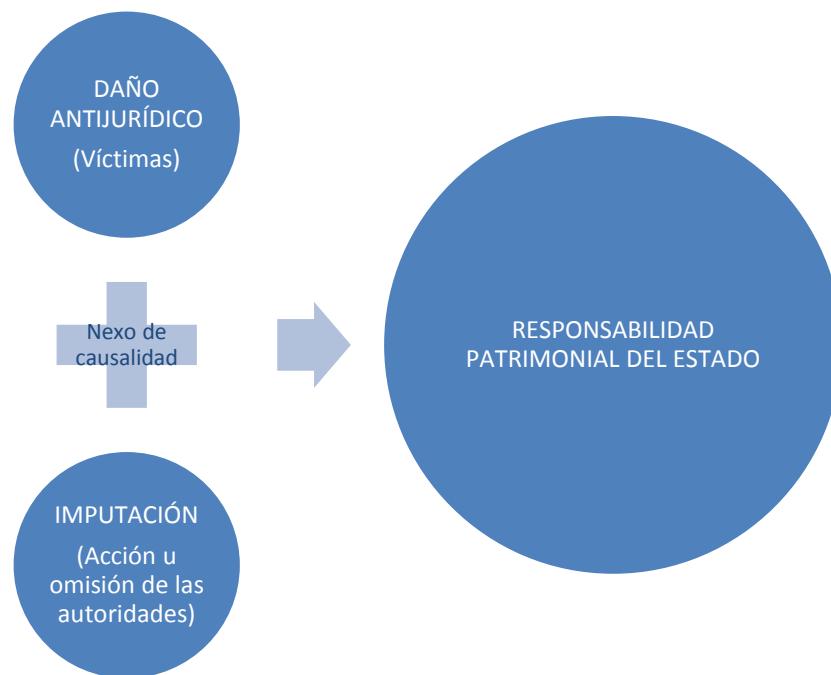 DAÑO
ANTIJURÍDICO
(Víctimas)
Nexo de
causalidad
IMPUTACIÓN
(Acción u
omisión de las
autoridades)
RESPONSABILIDAD
PATRIMONIAL DEL ESTADO